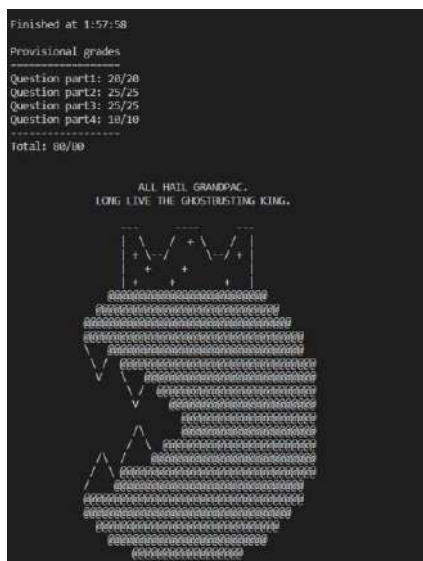 Finished at 1:57:58
Provisional grades
------------------
Question part1: 20/20
Question part2: 25/25
Question part3: 25/25
Question part4: 10/10
------------------
Total: 80/80
ALL HAIL GRANDPAC.
LONG LIVE THE GHOSTBUSTING KING.